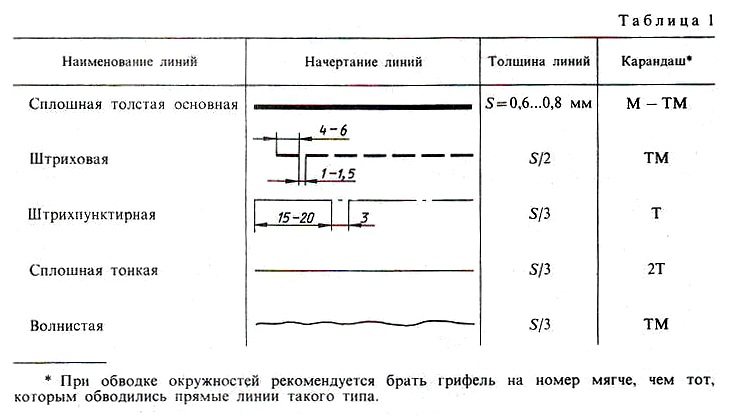 Таблица 1
Наименование линий Начертание линий Толщина линий Карандаш*
Сплошная толстая основная S=0,6...0,8 мм М – ТМ
4–6
Штриховая S/2 ТМ
1–1,5
Штрихпунктирная 15–20 3 S/3 Т
Сплошная тонкая S/3 2Т
Волнистая S/3 ТМ
* При обводке окружностей рекомендуется брать грифель на номер мягче, чем тот,
которым обводились прямые линии такого типа.